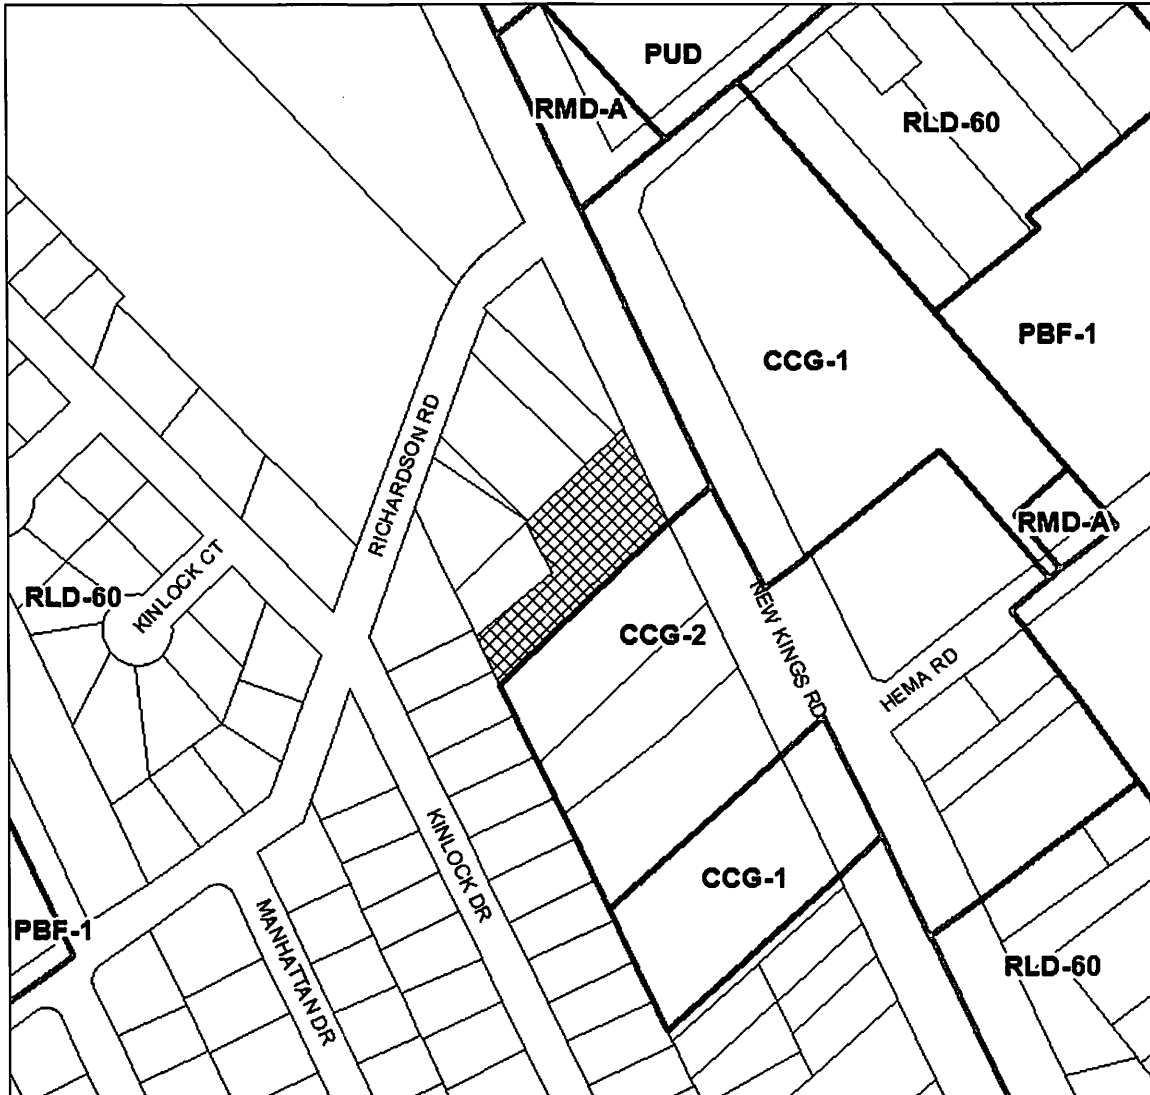 PUD
RMD-A
RLD-60
PBF-1
CCG-1
RICHARDSON RD
RMD-A
KINLOCK CT
RLD-60
CCG-2
NEW KINGS RD
HEMA RD
KINLOCK DR
CCG-1
MANHATTAN DR
PBF-1
RLD-60